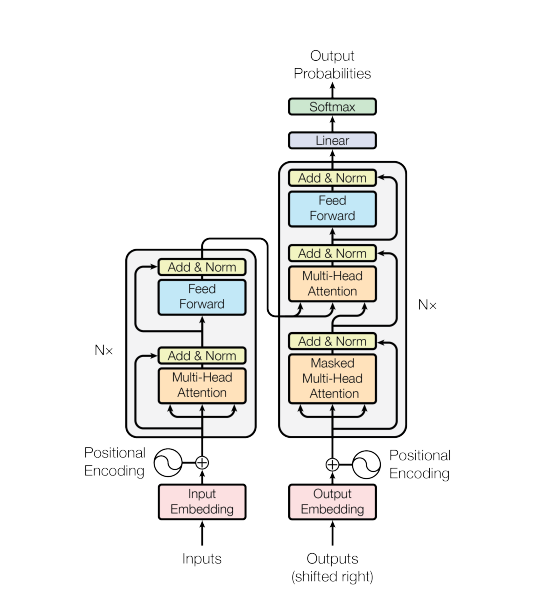 Output
Probabilities
Softmax
Linear
Add & Norm
Feed
Forward
Add & Norm
Multi-Head
Attention
Add & Norm
Masked
Multi-Head
Attention
Nx
Add & Norm
Feed
Forward
Add & Norm
Multi-Head
Attention
Nx
Positional
Encoding
Positional
Encoding
Input
Embedding
Output
Embedding
Inputs
Outputs
(shifted right)